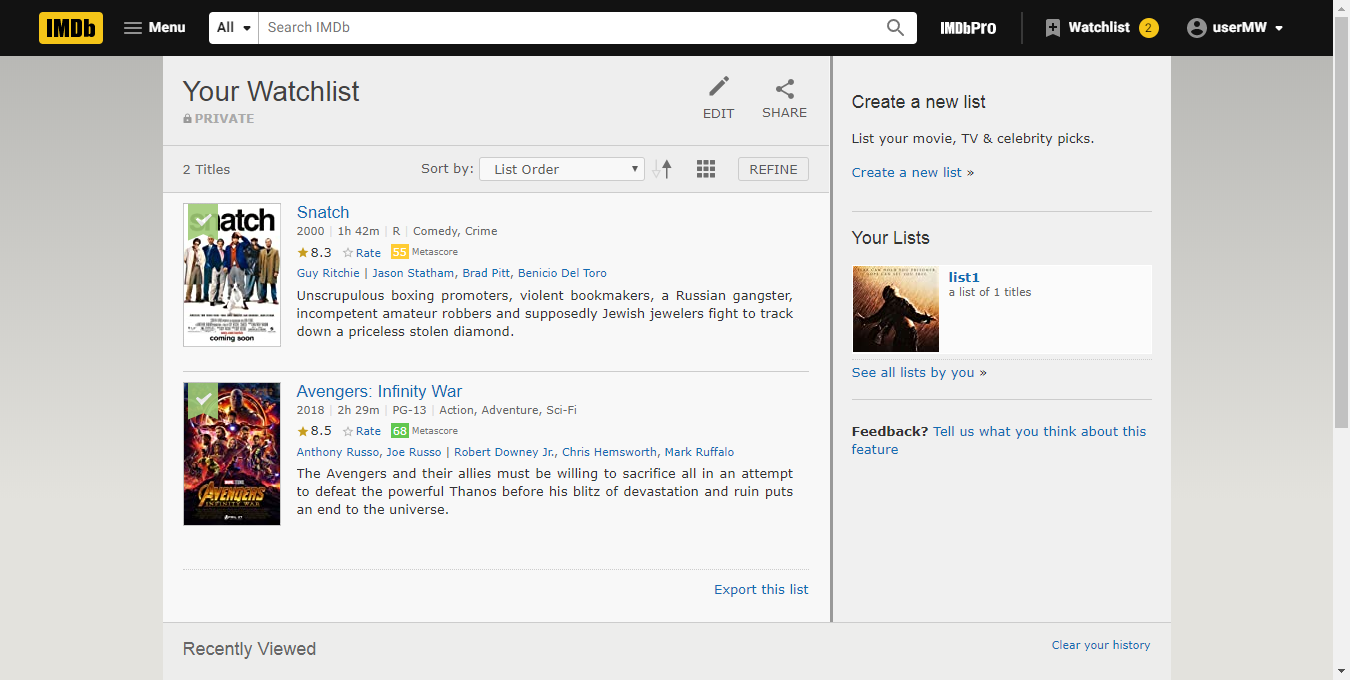 IMDb Menu All Search IMDb IMDbPro Watchlist 2 userMW
Your Watchlist
PRIVATE
EDIT SHARE
2 Titles Sort by: List Order REFINE
Snatch
2000 | 1h 42m | R | Comedy, Crime
8.3 Rate 55 Metascore
Guy Ritchie | Jason Statham, Brad Pitt, Benicio Del Toro
Unscrupulous boxing promoters, violent bookmakers, a Russian gangster,
incompetent amateur robbers and supposedly Jewish jewelers fight to track
down a priceless stolen diamond.
coming soon
Avengers: Infinity War
2018 | 2h 29m | PG-13 | Action, Adventure, Sci-Fi
8.5 Rate 68 Metascore
Anthony Russo, Joe Russo | Robert Downey Jr., Chris Hemsworth, Mark Ruffalo
The Avengers and their allies must be willing to sacrifice all in an attempt
to defeat the powerful Thanos before his blitz of devastation and ruin puts
an end to the universe.
AVENGERS
INFINITY WAR
Export this list
Create a new list
List your movie, TV & celebrity picks.
Create a new list »
Your Lists
list1
a list of 1 titles
See all lists by you »
Feedback? Tell us what you think about this
feature
Recently Viewed
Clear your history